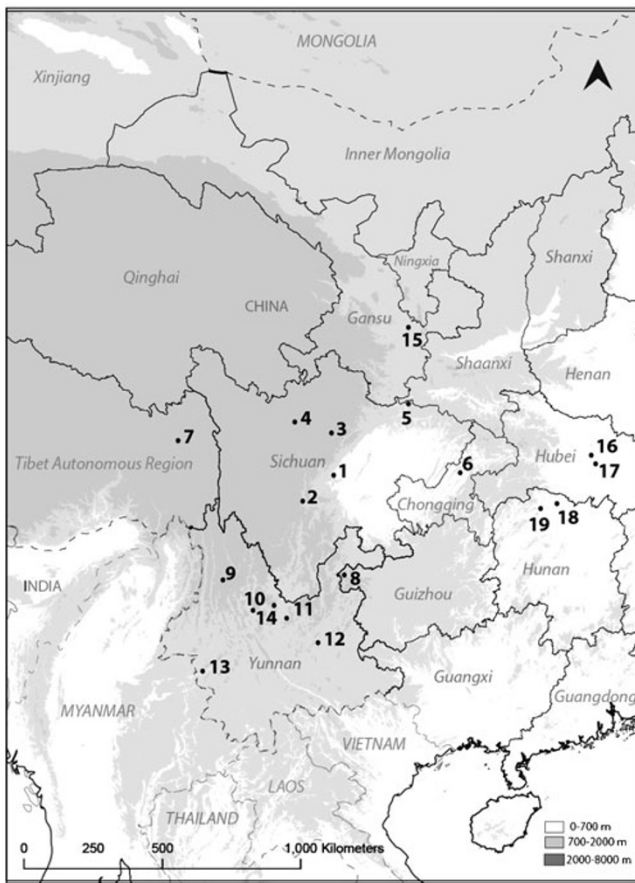 MONGOLIA
Xinjiang
Inner Mongolia
Ningxia
Shanxi
Qinghai
CHINA
Gansu
15
Shaanxi
Henan
4
3
5
7
Hubei
16
Tibet Autonomous Region
Sichuan
1
6
17
2
Chongqing
19
18
INDIA
9
8
Hunan
10
11
Guizhou
14
12
13
Yunnan
Guangxi
Guangdong
MYANMAR
VIETNAM
LAOS
THAILAND
0-700 m
700-2000 m
2000-8000 m
0 250 500 1,000 Kilometers